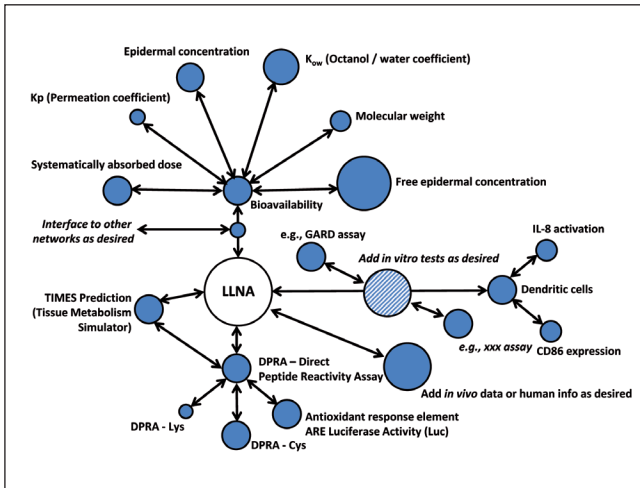 Epidermal concentration
Kow (Octanol / water coefficient)
Kp (Permeation coefficient)
Molecular weight
Systematically absorbed dose
Free epidermal concentration
Bioavailability
Interface to other
networks as desired
e.g., GARD assay
Add in vitro tests as desired
IL-8 activation
LLNA
Dendritic cells
TIMES Prediction
(Tissue Metabolism
Simulator)
e.g., xxx assay
CD86 expression
DPRA – Direct
Peptide Reactivity Assay
Add in vivo data or human info as desired
DPRA - Lys
Antioxidant response element
ARE Luciferase Activity (Luc)
DPRA - Cys